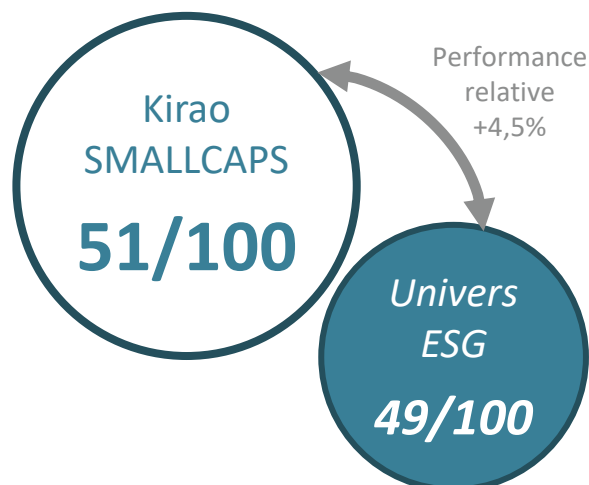 Performance
relative
+4,5%
Kirao
SMALLCAPS
51/100
Univers
ESG
49/100